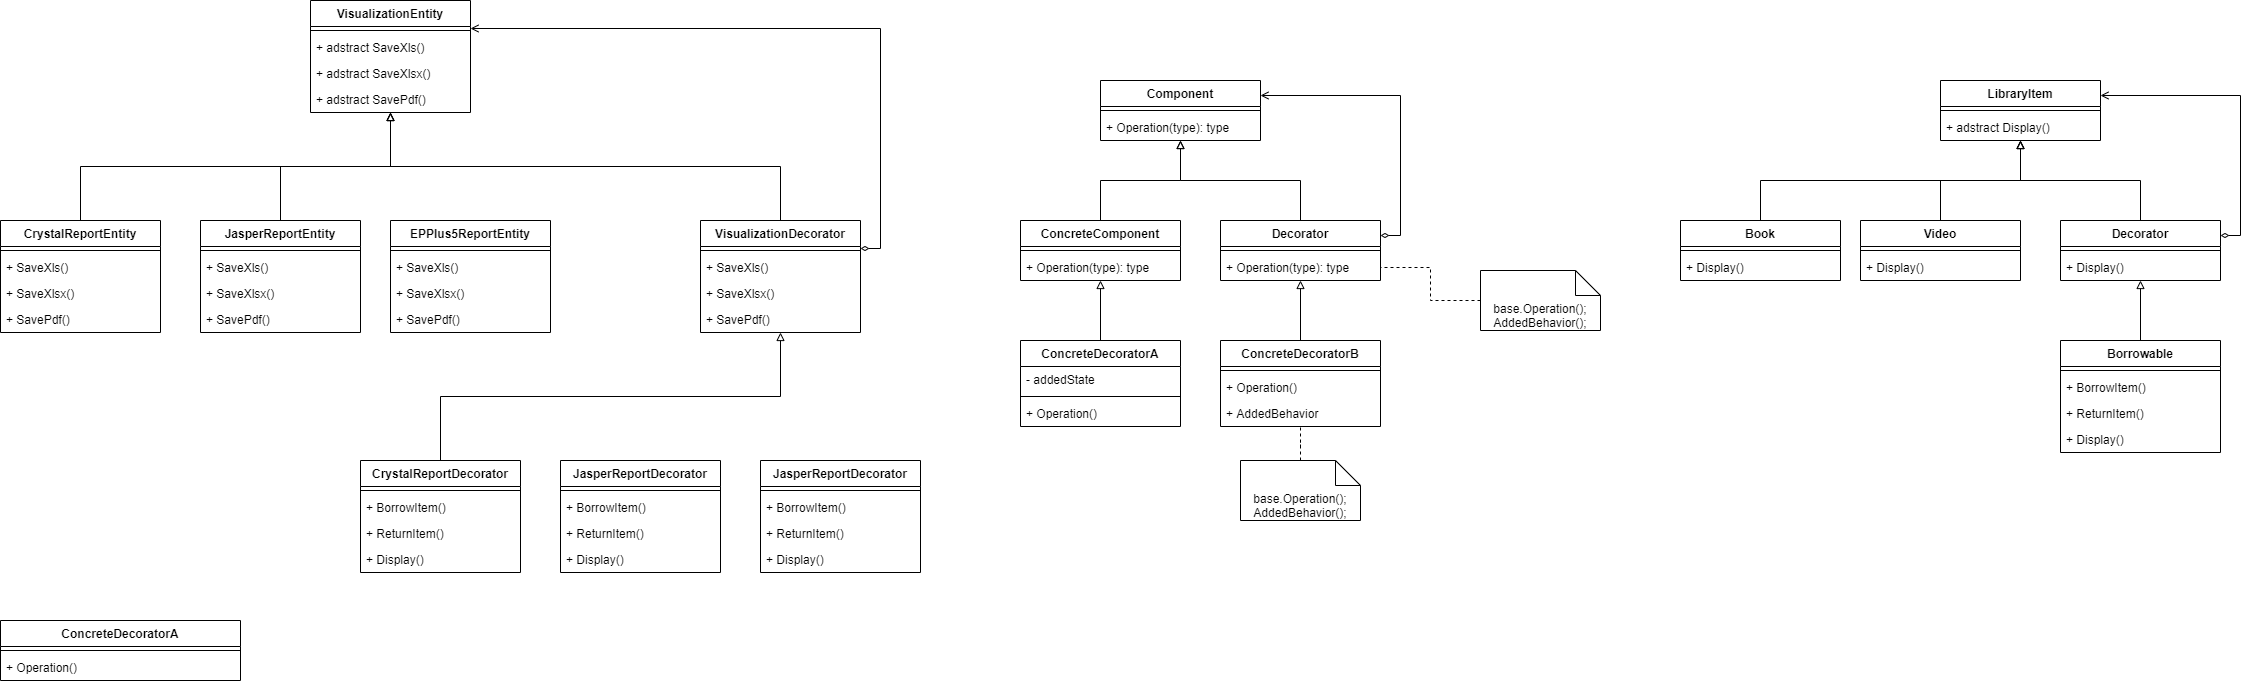 VisualizationEntity
+ adstract SaveXls()
+ adstract SaveXlsx()
+ adstract SavePdf()
CrystalReportEntity
+ SaveXls()
+ SaveXlsx()
+ SavePdf()
JasperReportEntity
+ SaveXls()
+ SaveXlsx()
+ SavePdf()
EPPlus5ReportEntity
+ SaveXls()
+ SaveXlsx()
+ SavePdf()
VisualizationDecorator
+ SaveXls()
+ SaveXlsx()
+ SavePdf()
CrystalReportDecorator
+ BorrowItem()
+ ReturnItem()
+ Display()
JasperReportDecorator
+ BorrowItem()
+ ReturnItem()
+ Display()
JasperReportDecorator
+ BorrowItem()
+ ReturnItem()
+ Display()
ConcreteDecoratorA
+ Operation()
Component
+ Operation(type): type
ConcreteComponent
+ Operation(type): type
Decorator
+ Operation(type): type
base.Operation();
AddedBehavior();
ConcreteDecoratorA
- addedState
+ Operation()
ConcreteDecoratorB
+ Operation()
+ AddedBehavior
base.Operation();
AddedBehavior();
LibraryItem
+ adstract Display()
Book
+ Display()
Video
+ Display()
Decorator
+ Display()
Borrowable
+ BorrowItem()
+ ReturnItem()
+ Display()